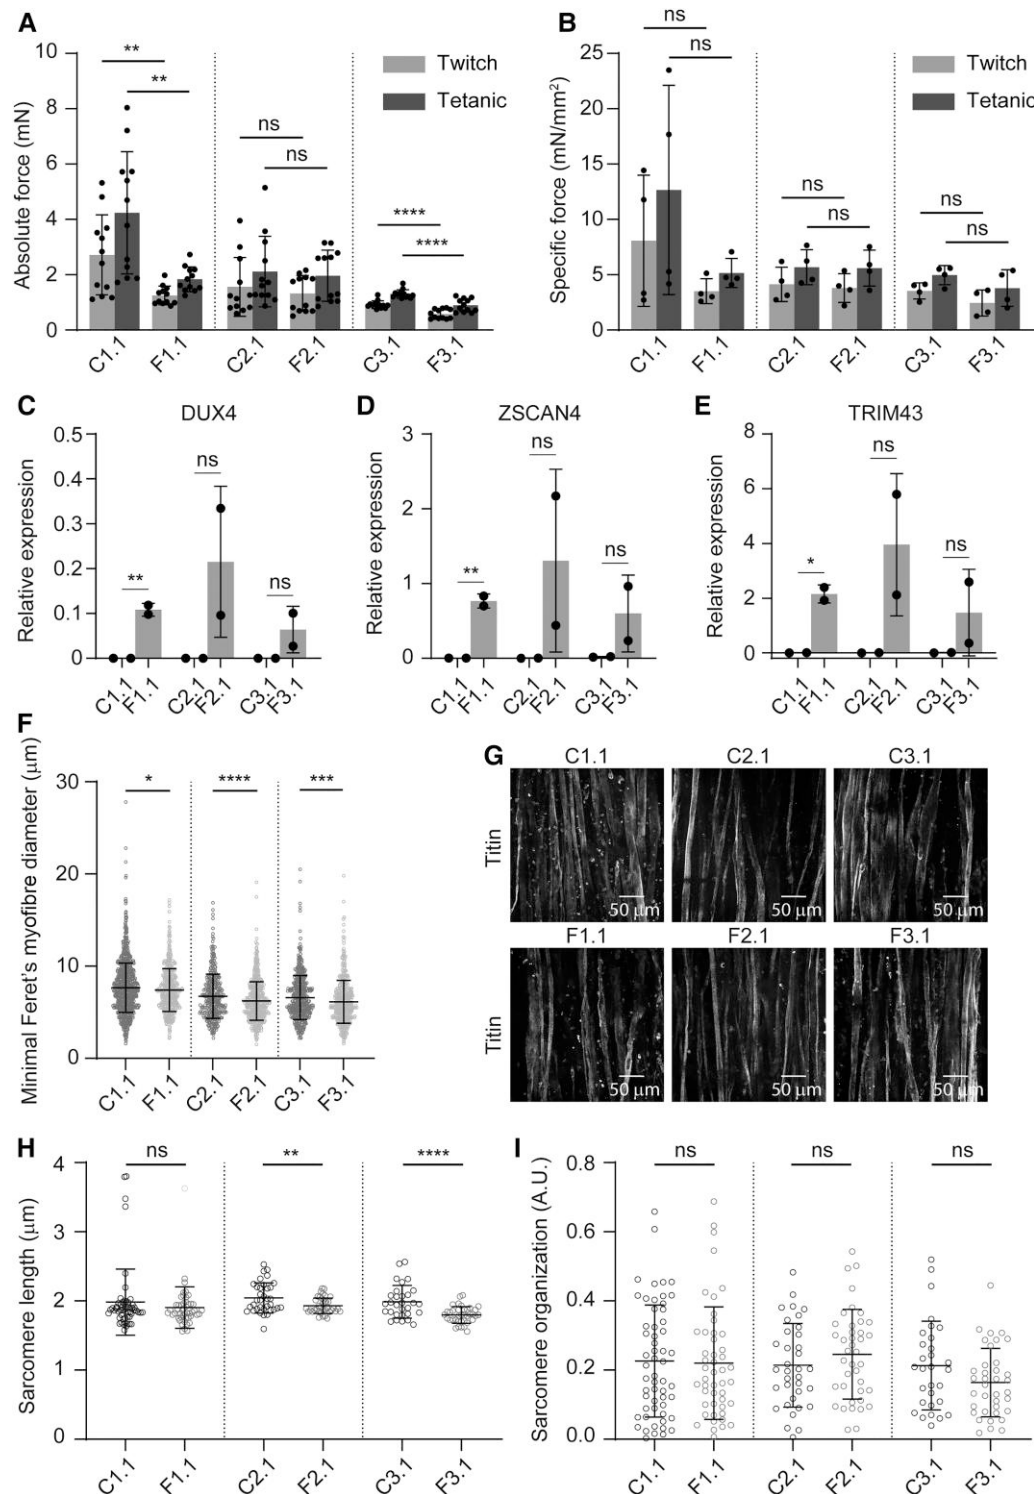 A
Absolute force (mN)
10
8
6
4
2
0
**
**
ns
ns
****
****
Twitch
Tetanic
C1.1
F1.1
C2.1
F2.1
C3.1
F3.1
B
Specific force (mN/mm²)
25
20
15
10
5
0
ns
ns
ns
ns
ns
ns
Twitch
Tetanic
C1.1
F1.1
C2.1
F2.1
C3.1
F3.1
C
DUX4
Relative expression
0.5
0.4
0.3
0.2
0.1
0
**
ns
ns
C1.1
F1.1
C2.1
F2.1
C3.1
F3.1
D
ZSCAN4
Relative expression
3
2
1
0
**
ns
ns
C1.1
F1.1
C2.1
F2.1
C3.1
F3.1
E
TRIM43
Relative expression
8
6
4
2
0
*
ns
ns
C1.1
F1.1
C2.1
F2.1
C3.1
F3.1
F
Minimal Feret's myofibre diameter (µm)
30
20
10
0
*
****
***
C1.1
F1.1
C2.1
F2.1
C3.1
F3.1
G
C1.1
C2.1
C3.1
Titin
50 µm
50 µm
50 µm
F1.1
F2.1
F3.1
Titin
50 µm
50 µm
50 µm
H
Sarcomere length (µm)
4
3
2
1
0
ns
**
****
C1.1
F1.1
C2.1
F2.1
C3.1
F3.1
I
Sarcomere organization (A.U.)
0.8
0.6
0.4
0.2
0.0
ns
ns
ns
C1.1
F1.1
C2.1
F2.1
C3.1
F3.1